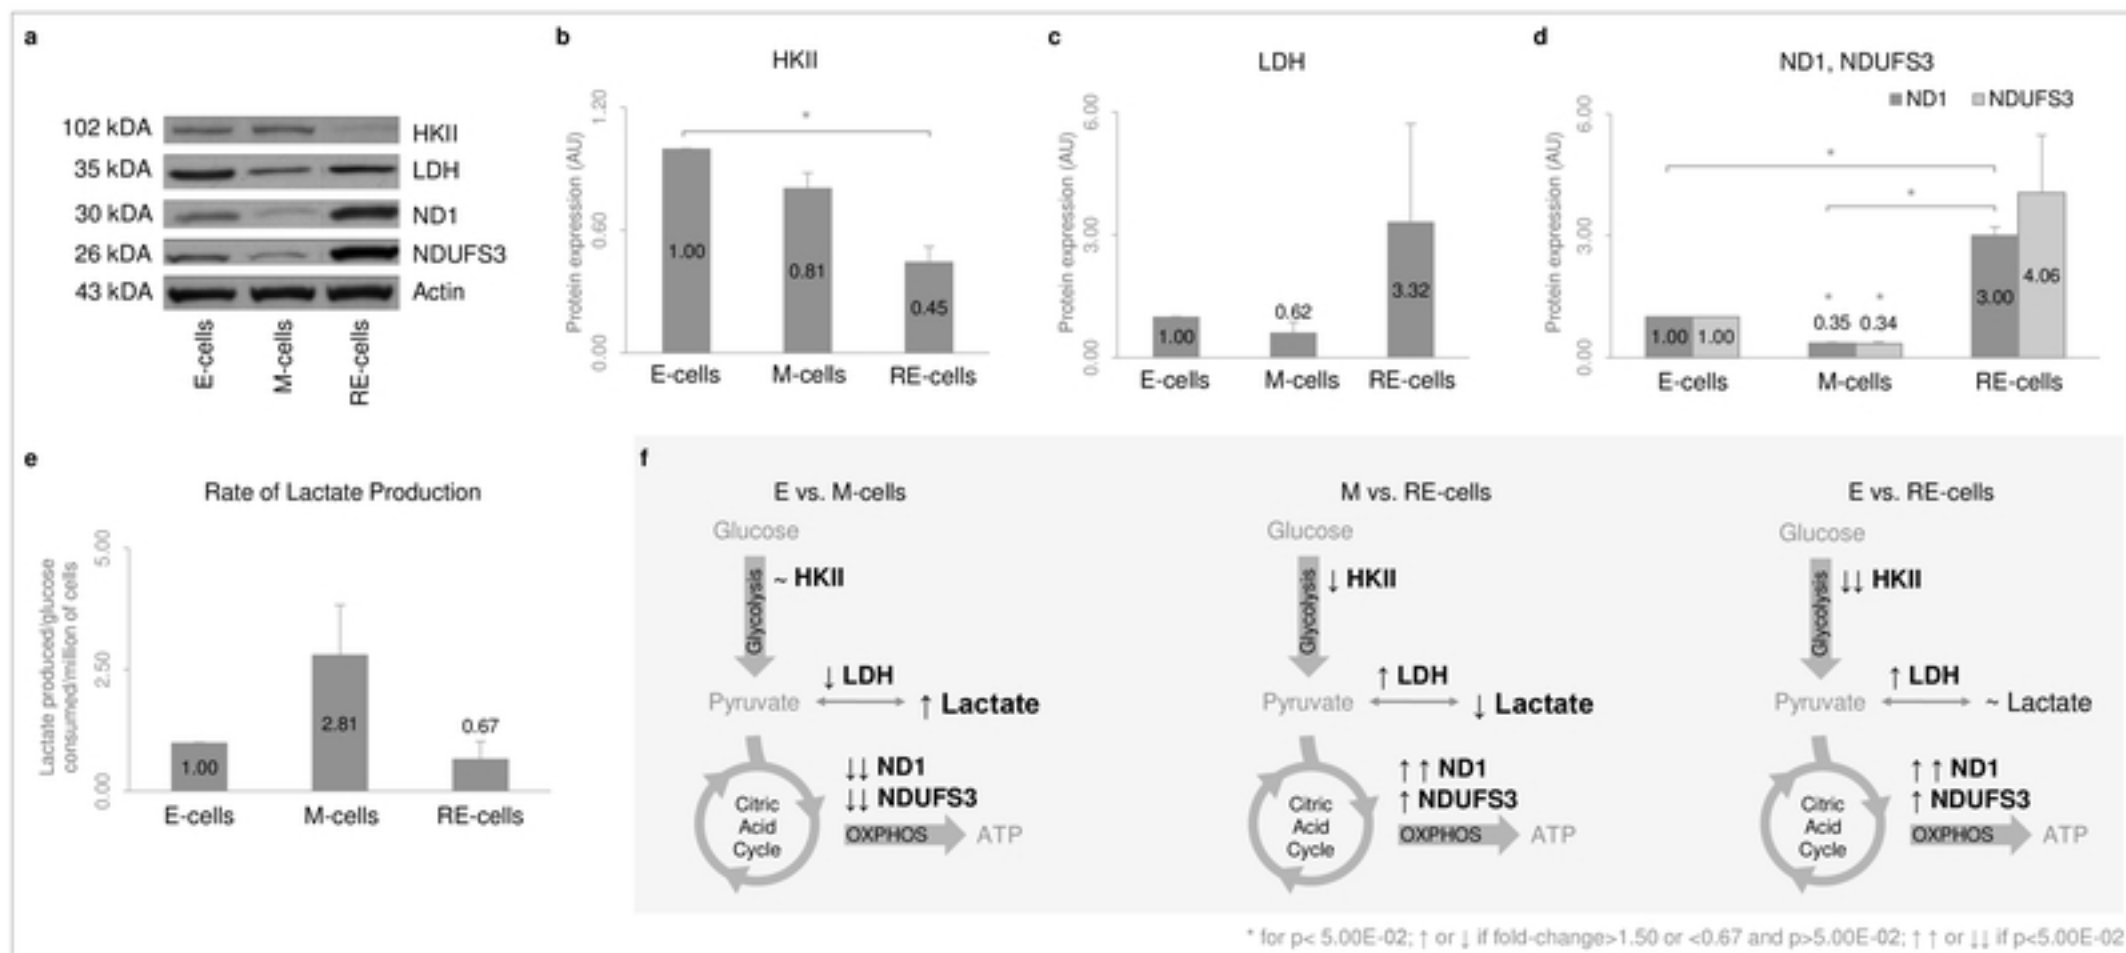 a
102 kDA
HKII
35 kDA
LDH
30 kDA
ND1
26 kDA
NDUFS3
43 kDA
Actin
E-cells
M-cells
RE-cells
b
HKII
Protein expression (AU)
1.20
0.60
0.00
*
1.00
0.81
0.45
E-cells
M-cells
RE-cells
c
LDH
Protein expression (AU)
6.00
3.00
0.00
1.00
0.62
3.32
E-cells
M-cells
RE-cells
d
ND1, NDUFS3
ND1 NDUFS3
Protein expression (AU)
6.00
3.00
0.00
*
*
* *
1.00 1.00
0.35 0.34
3.00
4.06
E-cells
M-cells
RE-cells
e
Rate of Lactate Production
Lactate produced/glucose
consumed/million of cells
5.00
2.50
0.00
1.00
2.81
0.67
E-cells
M-cells
RE-cells
f
E vs. M-cells
Glucose
Glycolysis
~ HKII
↓ LDH
Pyruvate
↑ Lactate
↓↓ ND1
↓↓ NDUFS3
Citric
Acid
Cycle
OXPHOS
ATP
M vs. RE-cells
Glucose
Glycolysis
↓ HKII
↑ LDH
Pyruvate
↓ Lactate
↑ ↑ ND1
↑ NDUFS3
Citric
Acid
Cycle
OXPHOS
ATP
E vs. RE-cells
Glucose
Glycolysis
↓↓ HKII
↑ LDH
Pyruvate
~ Lactate
↑ ↑ ND1
↑ NDUFS3
Citric
Acid
Cycle
OXPHOS
ATP
* for p< 5.00E-02; ↑ or ↓ if fold-change>1.50 or <0.67 and p>5.00E-02; ↑ ↑ or ↓↓ if p<5.00E-02